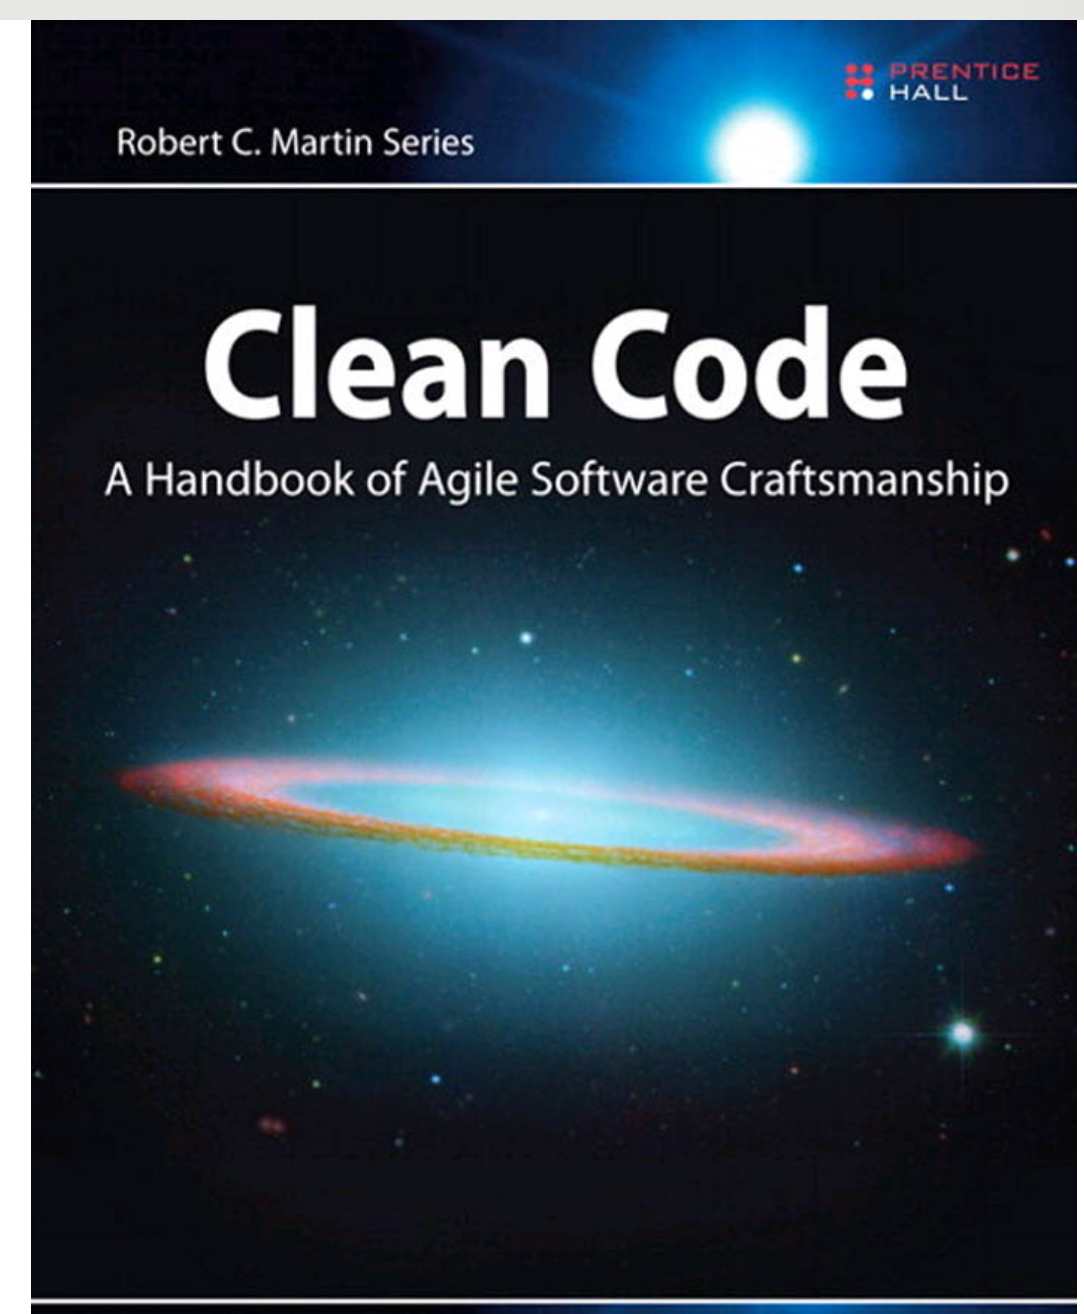 PRENTICE
HALL
Robert C. Martin Series
Clean Code
A Handbook of Agile Software Craftsmanship